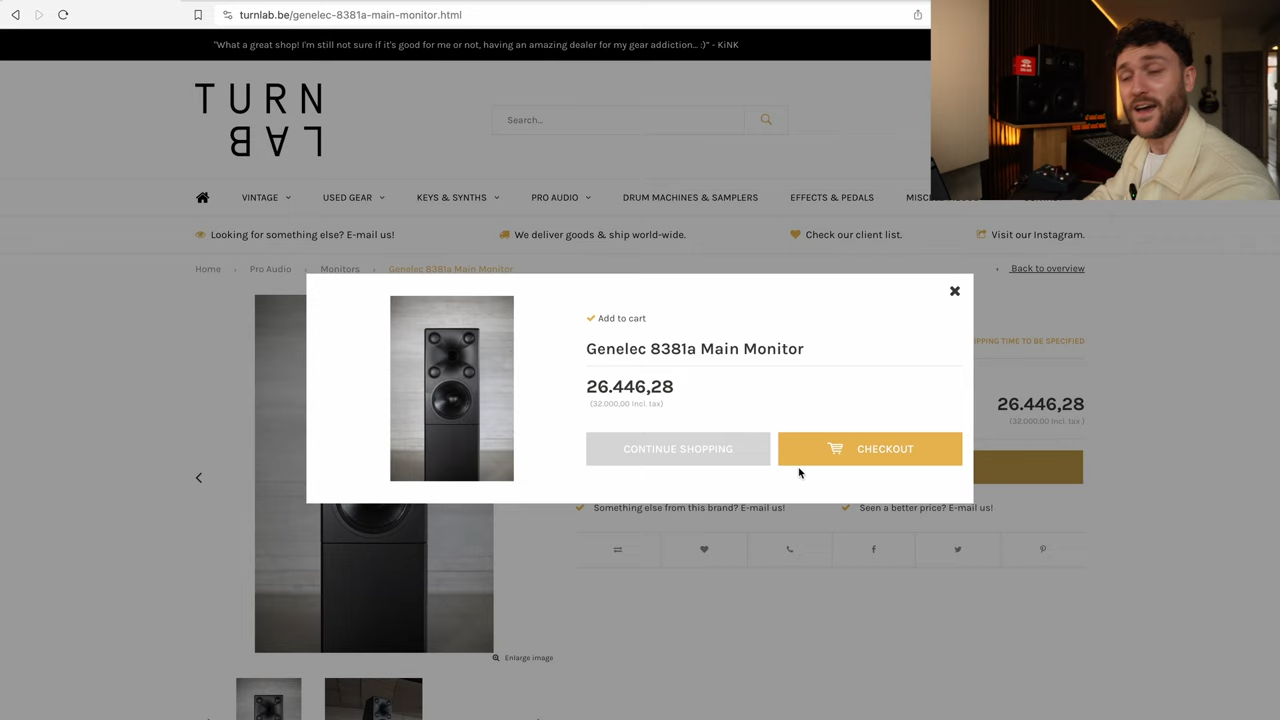 turnlab.be/genelec-8381a-main-monitor.html
"What a great shop! I'm still not sure if it's good for me or not, having an amazing dealer for my gear addiction... :)" - KiNK
TURN
LAB
Search...
VINTAGE USED GEAR KEYS & SYNTHS PRO AUDIO DRUM MACHINES & SAMPLERS EFFECTS & PEDALS
Looking for something else? E-mail us! We deliver goods & ship world-wide. Check our client list. Visit our Instagram.
Home › Pro Audio › Monitors › Genelec 8381a Main Monitor
› Back to overview
Add to cart
Genelec 8381a Main Monitor
26.446,28
(32.000,00 Incl. tax)
CONTINUE SHOPPING
CHECKOUT
IPPING TIME TO BE SPECIFIED
26.446,28
(32.000,00 Incl. tax )
Something else from this brand? E-mail us! Seen a better price? E-mail us!
Enlarge image